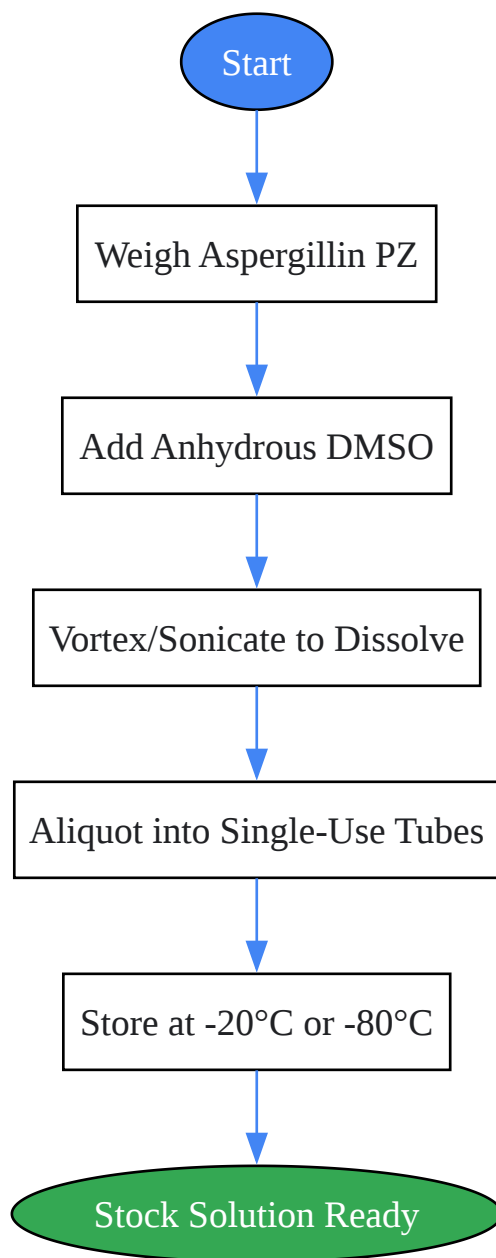 Start
Weigh Aspergillin PZ
Add Anhydrous DMSO
Vortex/Sonicate to Dissolve
Aliquot into Single-Use Tubes
Store at -20°C or -80°C
Stock Solution Ready